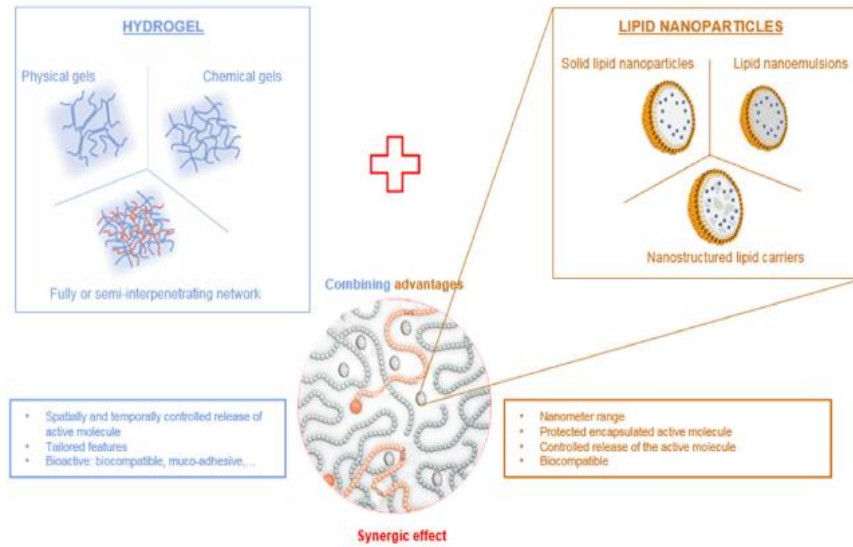 HYDROGEL
Physical gels
Chemical gels
Fully or semi-interpenetrating network
LIPID NANOPARTICLES
Solid lipid nanoparticles
Lipid nanoemulsions
Nanostructured lipid carriers
Combining advantages
• Spatially and temporally controlled release of
active molecule
• Tailored features
• Bioactive: biocompatible, muco-adhesive,...
• Nanometer range
• Protected encapsulated active molecule
• Controlled release of the active molecule
• Biocompatible
Synergic effect